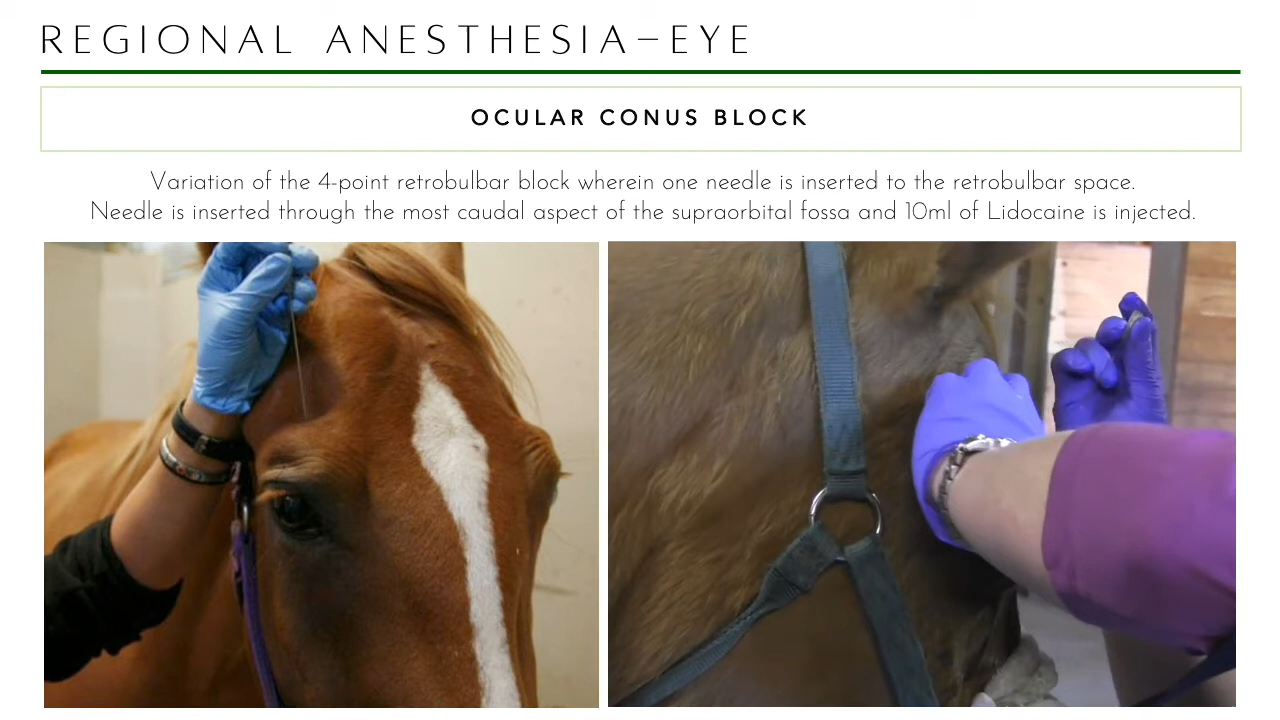 REGIONAL ANESTHESIA–EYE
OCULAR CONUS BLOCK
Variation of the 4-point retrobulbar block wherein one needle is inserted to the retrobulbar space.
Needle is inserted through the most caudal aspect of the supraorbital fossa and 10ml of Lidocaine is injected.